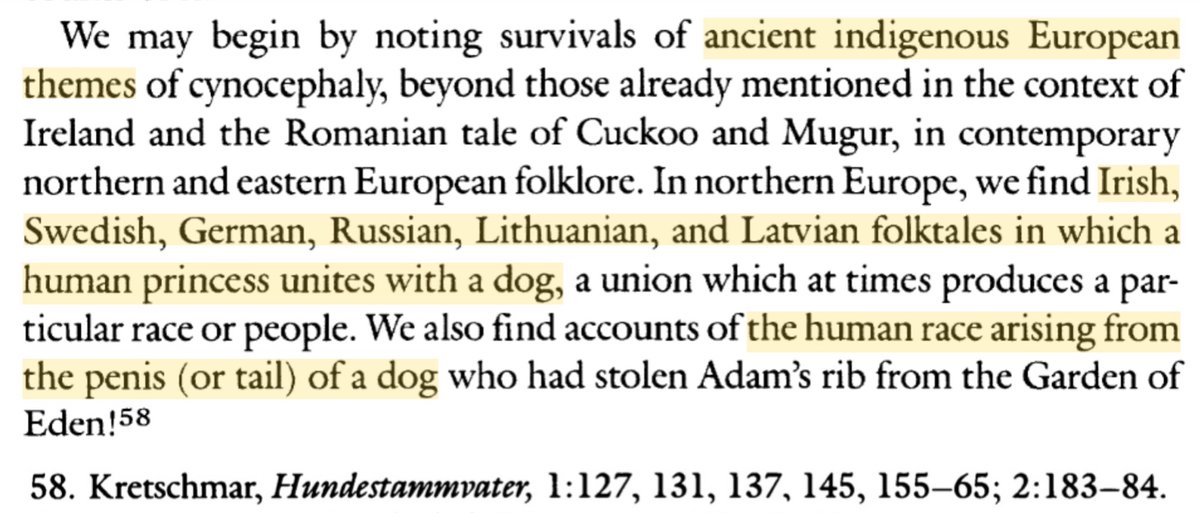 We may begin by noting survivals of ancient indigenous European
themes of cynocephaly, beyond those already mentioned in the context of
Ireland and the Romanian tale of Cuckoo and Mugur, in contemporary
northern and eastern European folklore. In northern Europe, we find Irish,
Swedish, German, Russian, Lithuanian, and Latvian folktales in which a
human princess unites with a dog, a union which at times produces a par-
ticular race or people. We also find accounts of the human race arising from
the penis (or tail) of a dog who had stolen Adam's rib from the Garden of
Eden!58
58. Kretschmar, Hundestammvater, 1:127, 131, 137, 145, 155–65; 2:183–84.